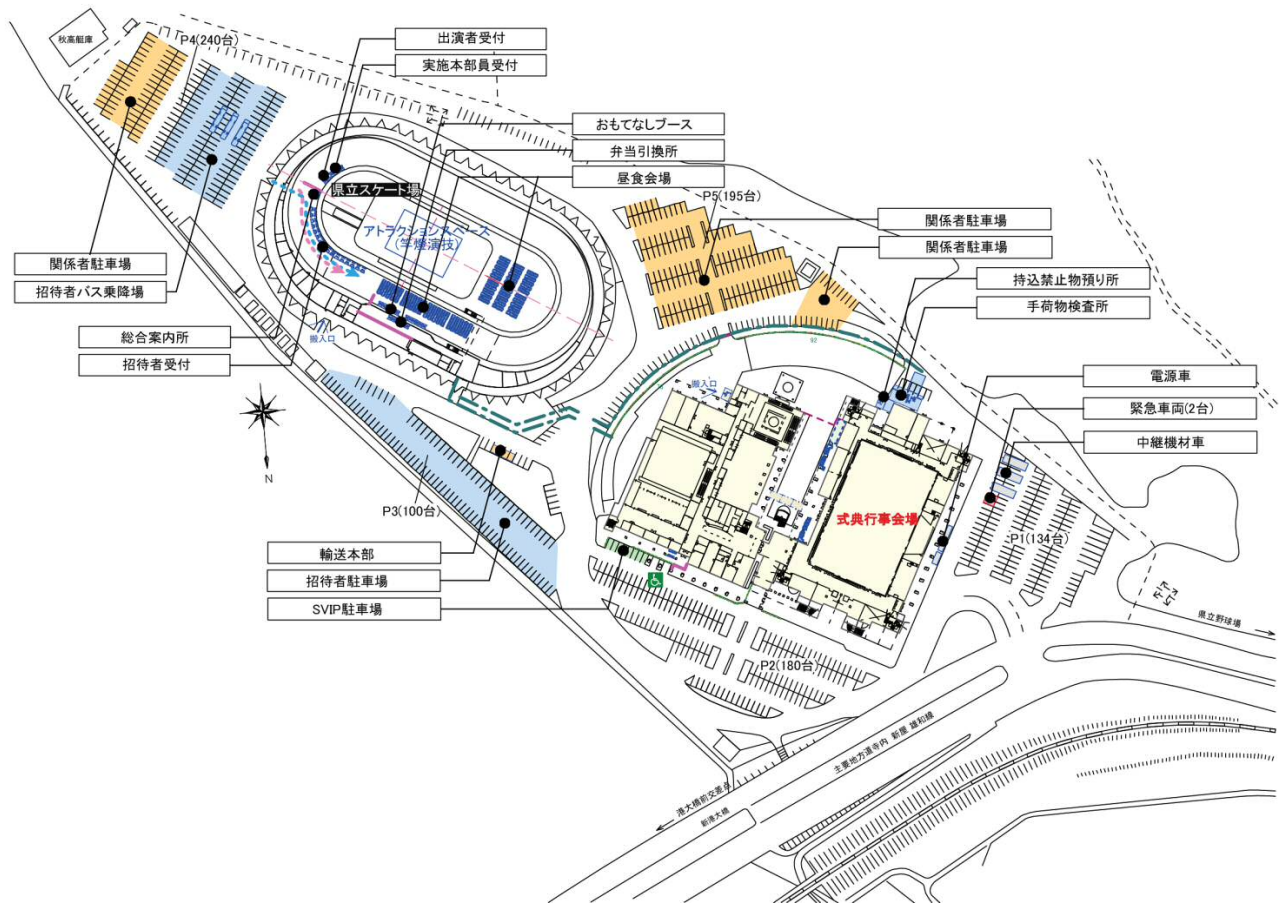 秋高艇庫
P4(240台)
出演者受付
実施本部員受付
おもてなしブース
弁当引換所
昼食会場
県立スケート場
アトラクションスペース
(竿燈演技)
P5(195台)
関係者駐車場
関係者駐車場
持込禁止物預り所
手荷物検査所
関係者駐車場
招待者バス乗降場
総合案内所
招待者受付
搬入口
搬入口
電源車
緊急車両(2台)
中継機材車
N
P3(100台)
式典行事会場
P1(134台)
輸送本部
招待者駐車場
SVIP駐車場
県立野球場
P2(180台)
主要地方道寺内 新屋 雄和線
港大橋前交差点
新港大橋